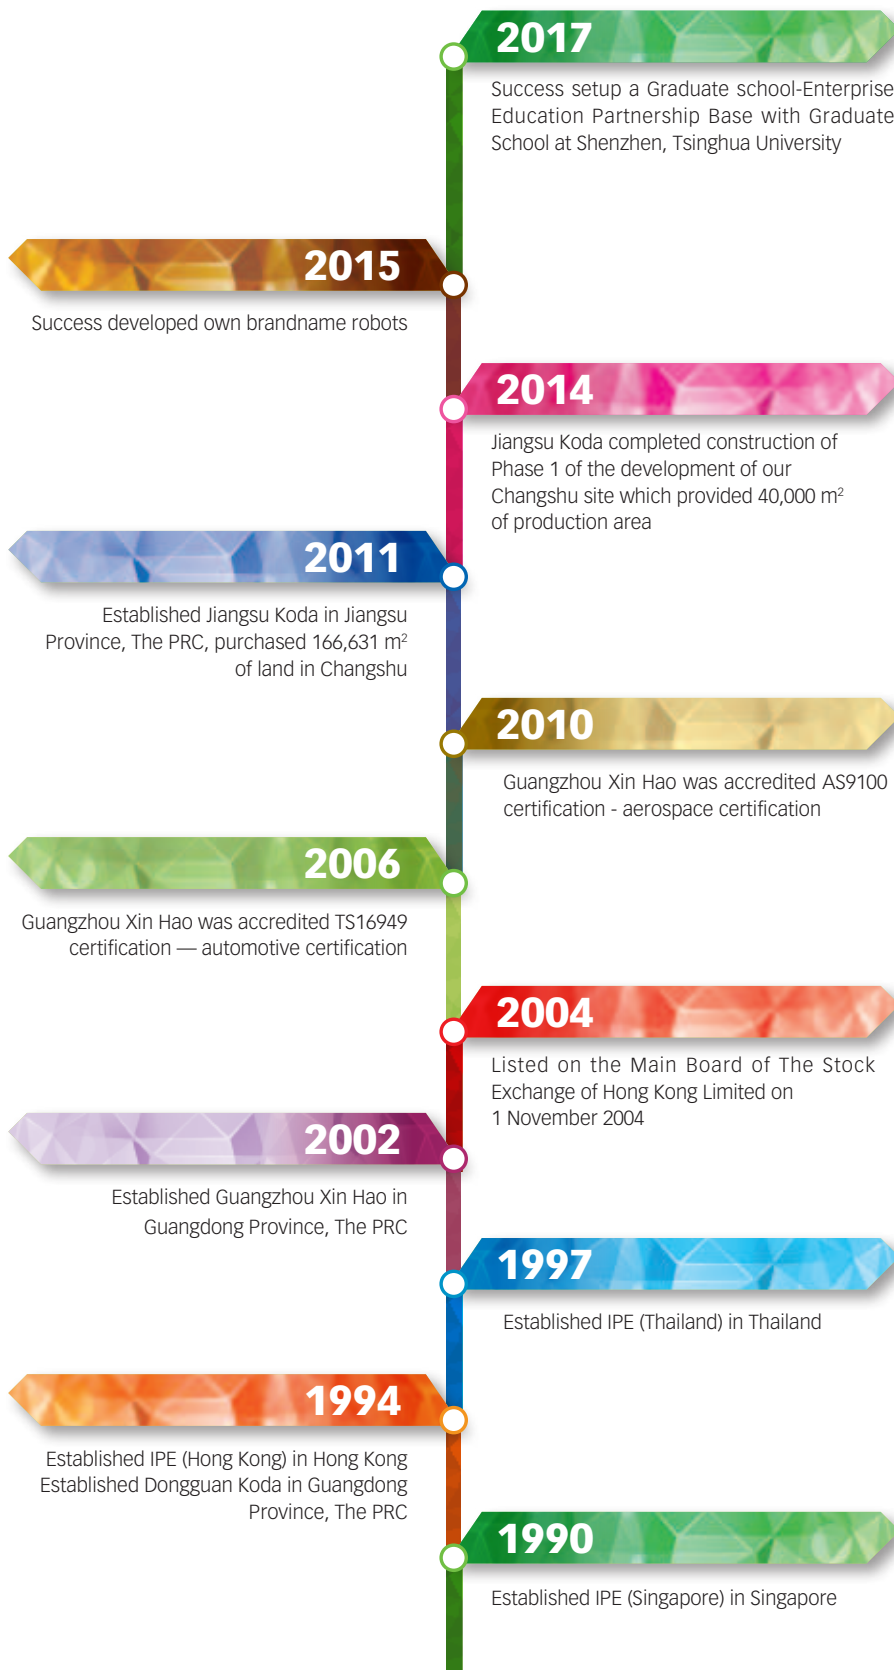 2017
Success setup a Graduate school-Enterprise
Education Partnership Base with Graduate
School at Shenzhen, Tsinghua University
2015
Success developed own brandname robots
2014
Jiangsu Koda completed construction of
Phase 1 of the development of our
Changshu site which provided 40,000 m²
of production area
2011
Established Jiangsu Koda in Jiangsu
Province, The PRC, purchased 166,631 m²
of land in Changshu
2010
Guangzhou Xin Hao was accredited AS9100
certification - aerospace certification
2006
Guangzhou Xin Hao was accredited TS16949
certification — automotive certification
2004
Listed on the Main Board of The Stock
Exchange of Hong Kong Limited on
1 November 2004
2002
Established Guangzhou Xin Hao in
Guangdong Province, The PRC
1997
Established IPE (Thailand) in Thailand
1994
Established IPE (Hong Kong) in Hong Kong
Established Dongguan Koda in Guangdong
Province, The PRC
1990
Established IPE (Singapore) in Singapore